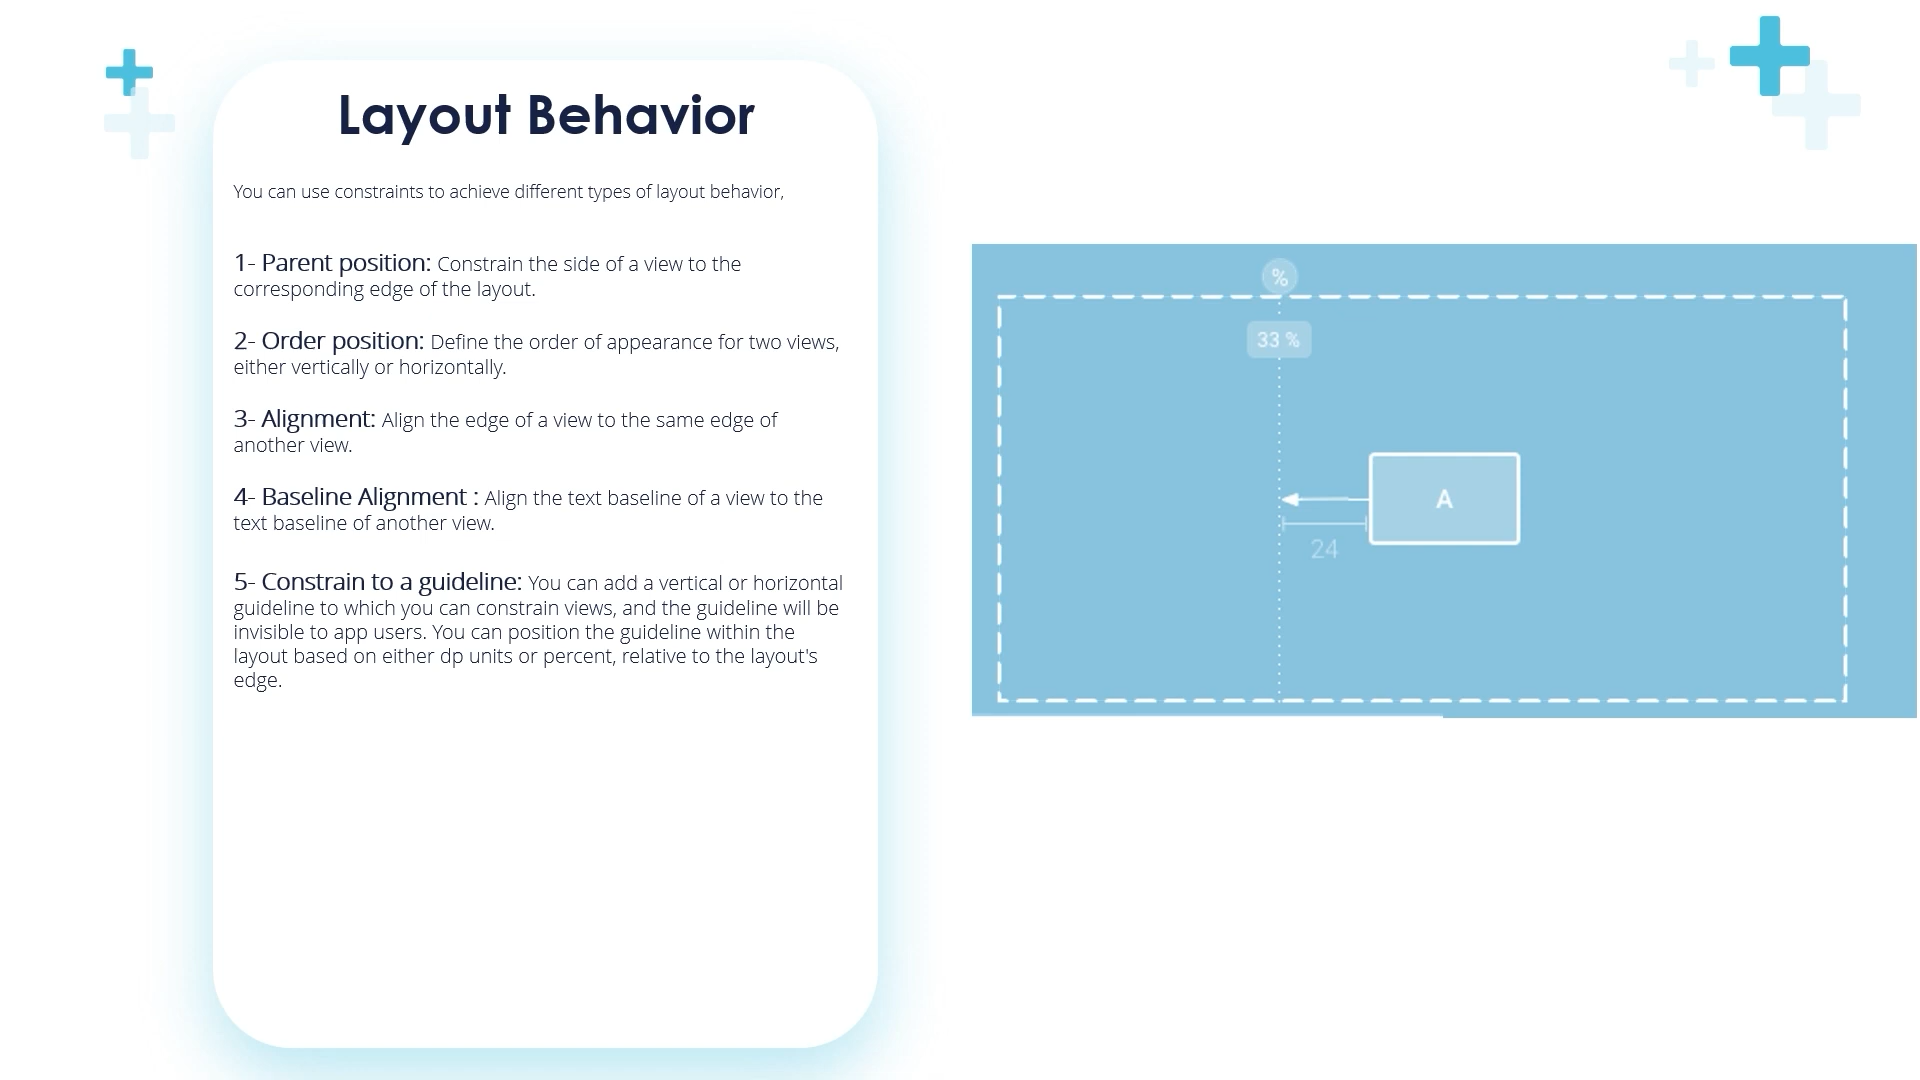 Layout Behavior
You can use constraints to achieve different types of layout behavior,
1- Parent position: Constrain the side of a view to the
corresponding edge of the layout.
2- Order position: Define the order of appearance for two views,
either vertically or horizontally.
3- Alignment: Align the edge of a view to the same edge of
another view.
4- Baseline Alignment : Align the text baseline of a view to the
text baseline of another view.
5- Constrain to a guideline: You can add a vertical or horizontal
guideline to which you can constrain views, and the guideline will be
invisible to app users. You can position the guideline within the
layout based on either dp units or percent, relative to the layout's
edge.
%
33 %
A
24